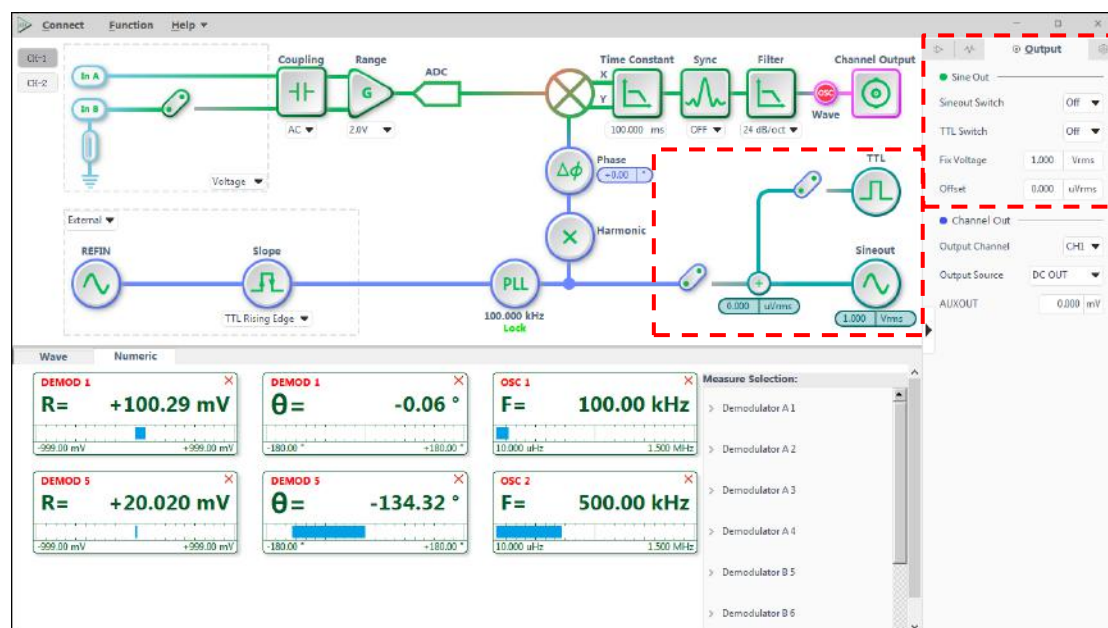 Connect Function Help
CH-1
CH-2
In A
In B
Voltage
Coupling
AC
Range
G
2.0V
ADC
X
Y
Time Constant
100.000 ms
Sync
OFF
Filter
24 dB/oct
OSC
Wave
Channel Output
Phase
Δϕ
+0.00 °
Harmonic
×
External
REFIN
Slope
TTL Rising Edge
PLL
100.000 kHz
Lock
TTL
+
0.000 uVrms
Sineout
1.000 Vrms
Output
Sine Out
Sineout Switch Off
TTL Switch Off
Fix Voltage 1.000 Vrms
Offset 0.000 uVrms
Channel Out
Output Channel CH1
Output Source DC OUT
AUXOUT 0.000 mV
Wave Numeric
DEMOD 1
R= +100.29 mV
-999.00 mV +999.00 mV
DEMOD 1
θ= -0.06 °
-180.00 ° +180.00 °
OSC 1
F= 100.00 kHz
10.000 uHz 1.500 MHz
DEMOD 5
R= +20.020 mV
-999.00 mV +999.00 mV
DEMOD 5
θ= -134.32 °
-180.00 ° +180.00 °
OSC 2
F= 500.00 kHz
10.000 uHz 1.500 MHz
Measure Selection:
Demodulator A 1
Demodulator A 2
Demodulator A 3
Demodulator A 4
Demodulator B 5
Demodulator B 6